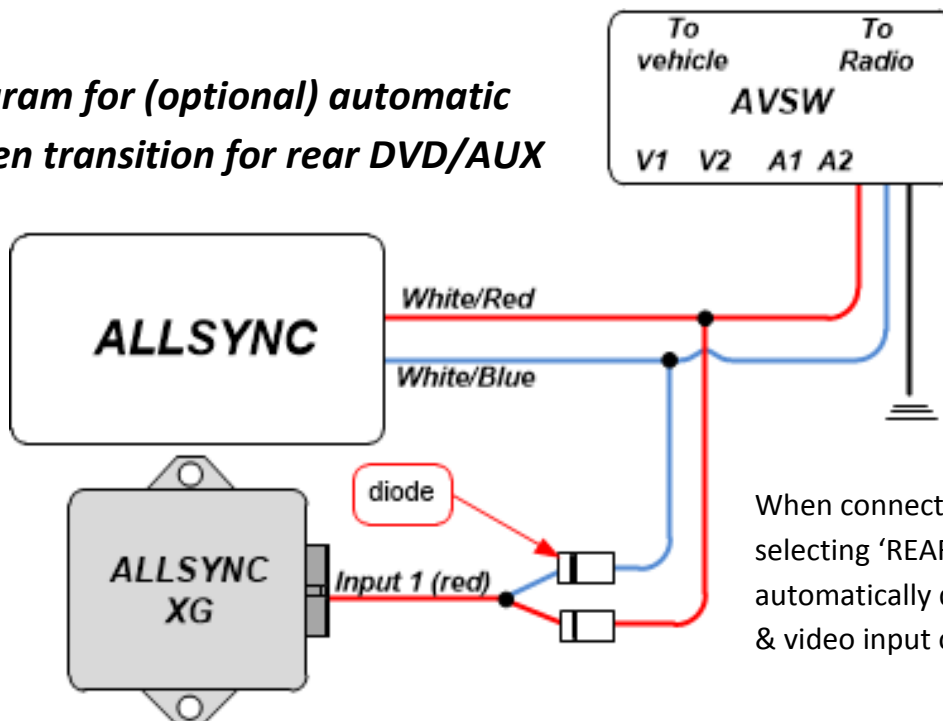 gram for (optional) automatic
en transition for rear DVD/AUX
To vehicle
To Radio
AVSW
V1 V2 A1 A2
ALLSYNC
White/Red
White/Blue
diode
ALLSYNC
XG
Input 1 (red)
When connect
selecting ‘REAR
automatically
& video input